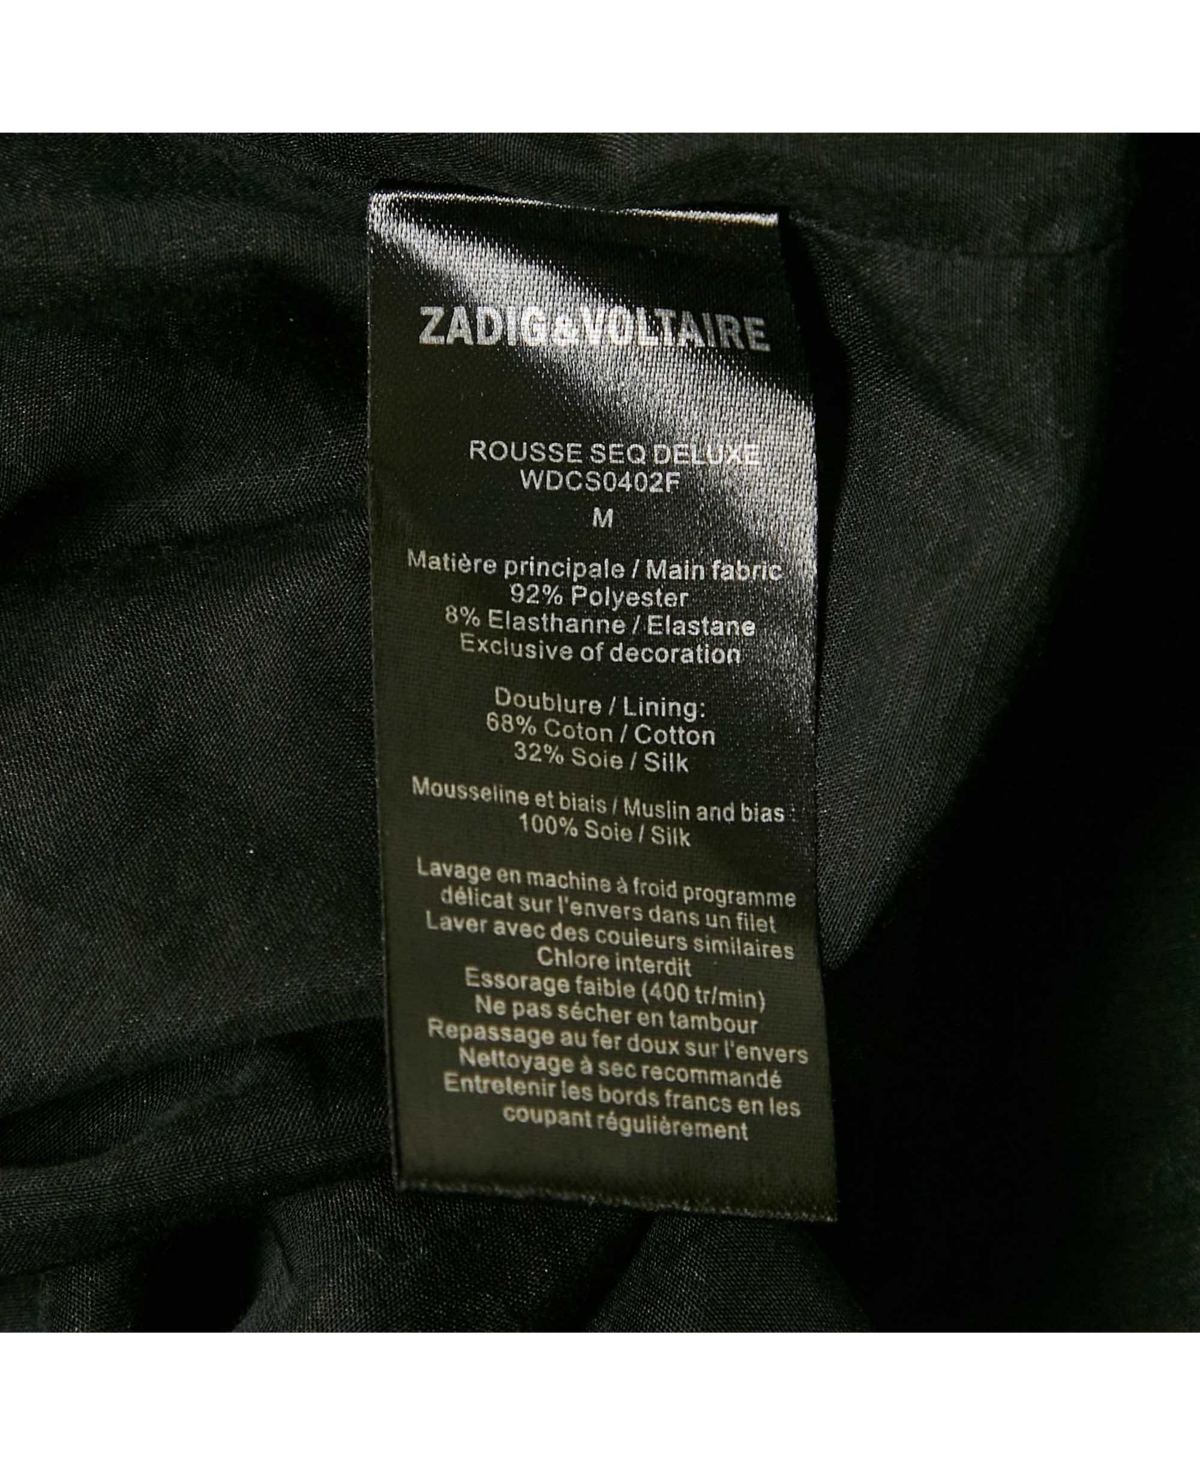 ZADIG&VOLTAIRE
ROUSSE SEQ DELUXE
WDCS0402F
M
Matière principale / Main fabric
92% Polyester
8% Elasthanne / Elastane
Exclusive of decoration
Doublure / Lining:
68% Coton / Cotton
32% Soie / Silk
Mousseline et biais / Muslin and bias :
100% Soie / Silk
Lavage en machine à froid programme
délicat sur l'envers dans un filet
Laver avec des couleurs similaires
Chlore interdit
Essorage faible (400 tr/min)
Ne pas sécher en tambour
Repassage au fer doux sur l'envers
Nettoyage à sec recommandé
Entretenir les bords francs en les
coupant régulièrement